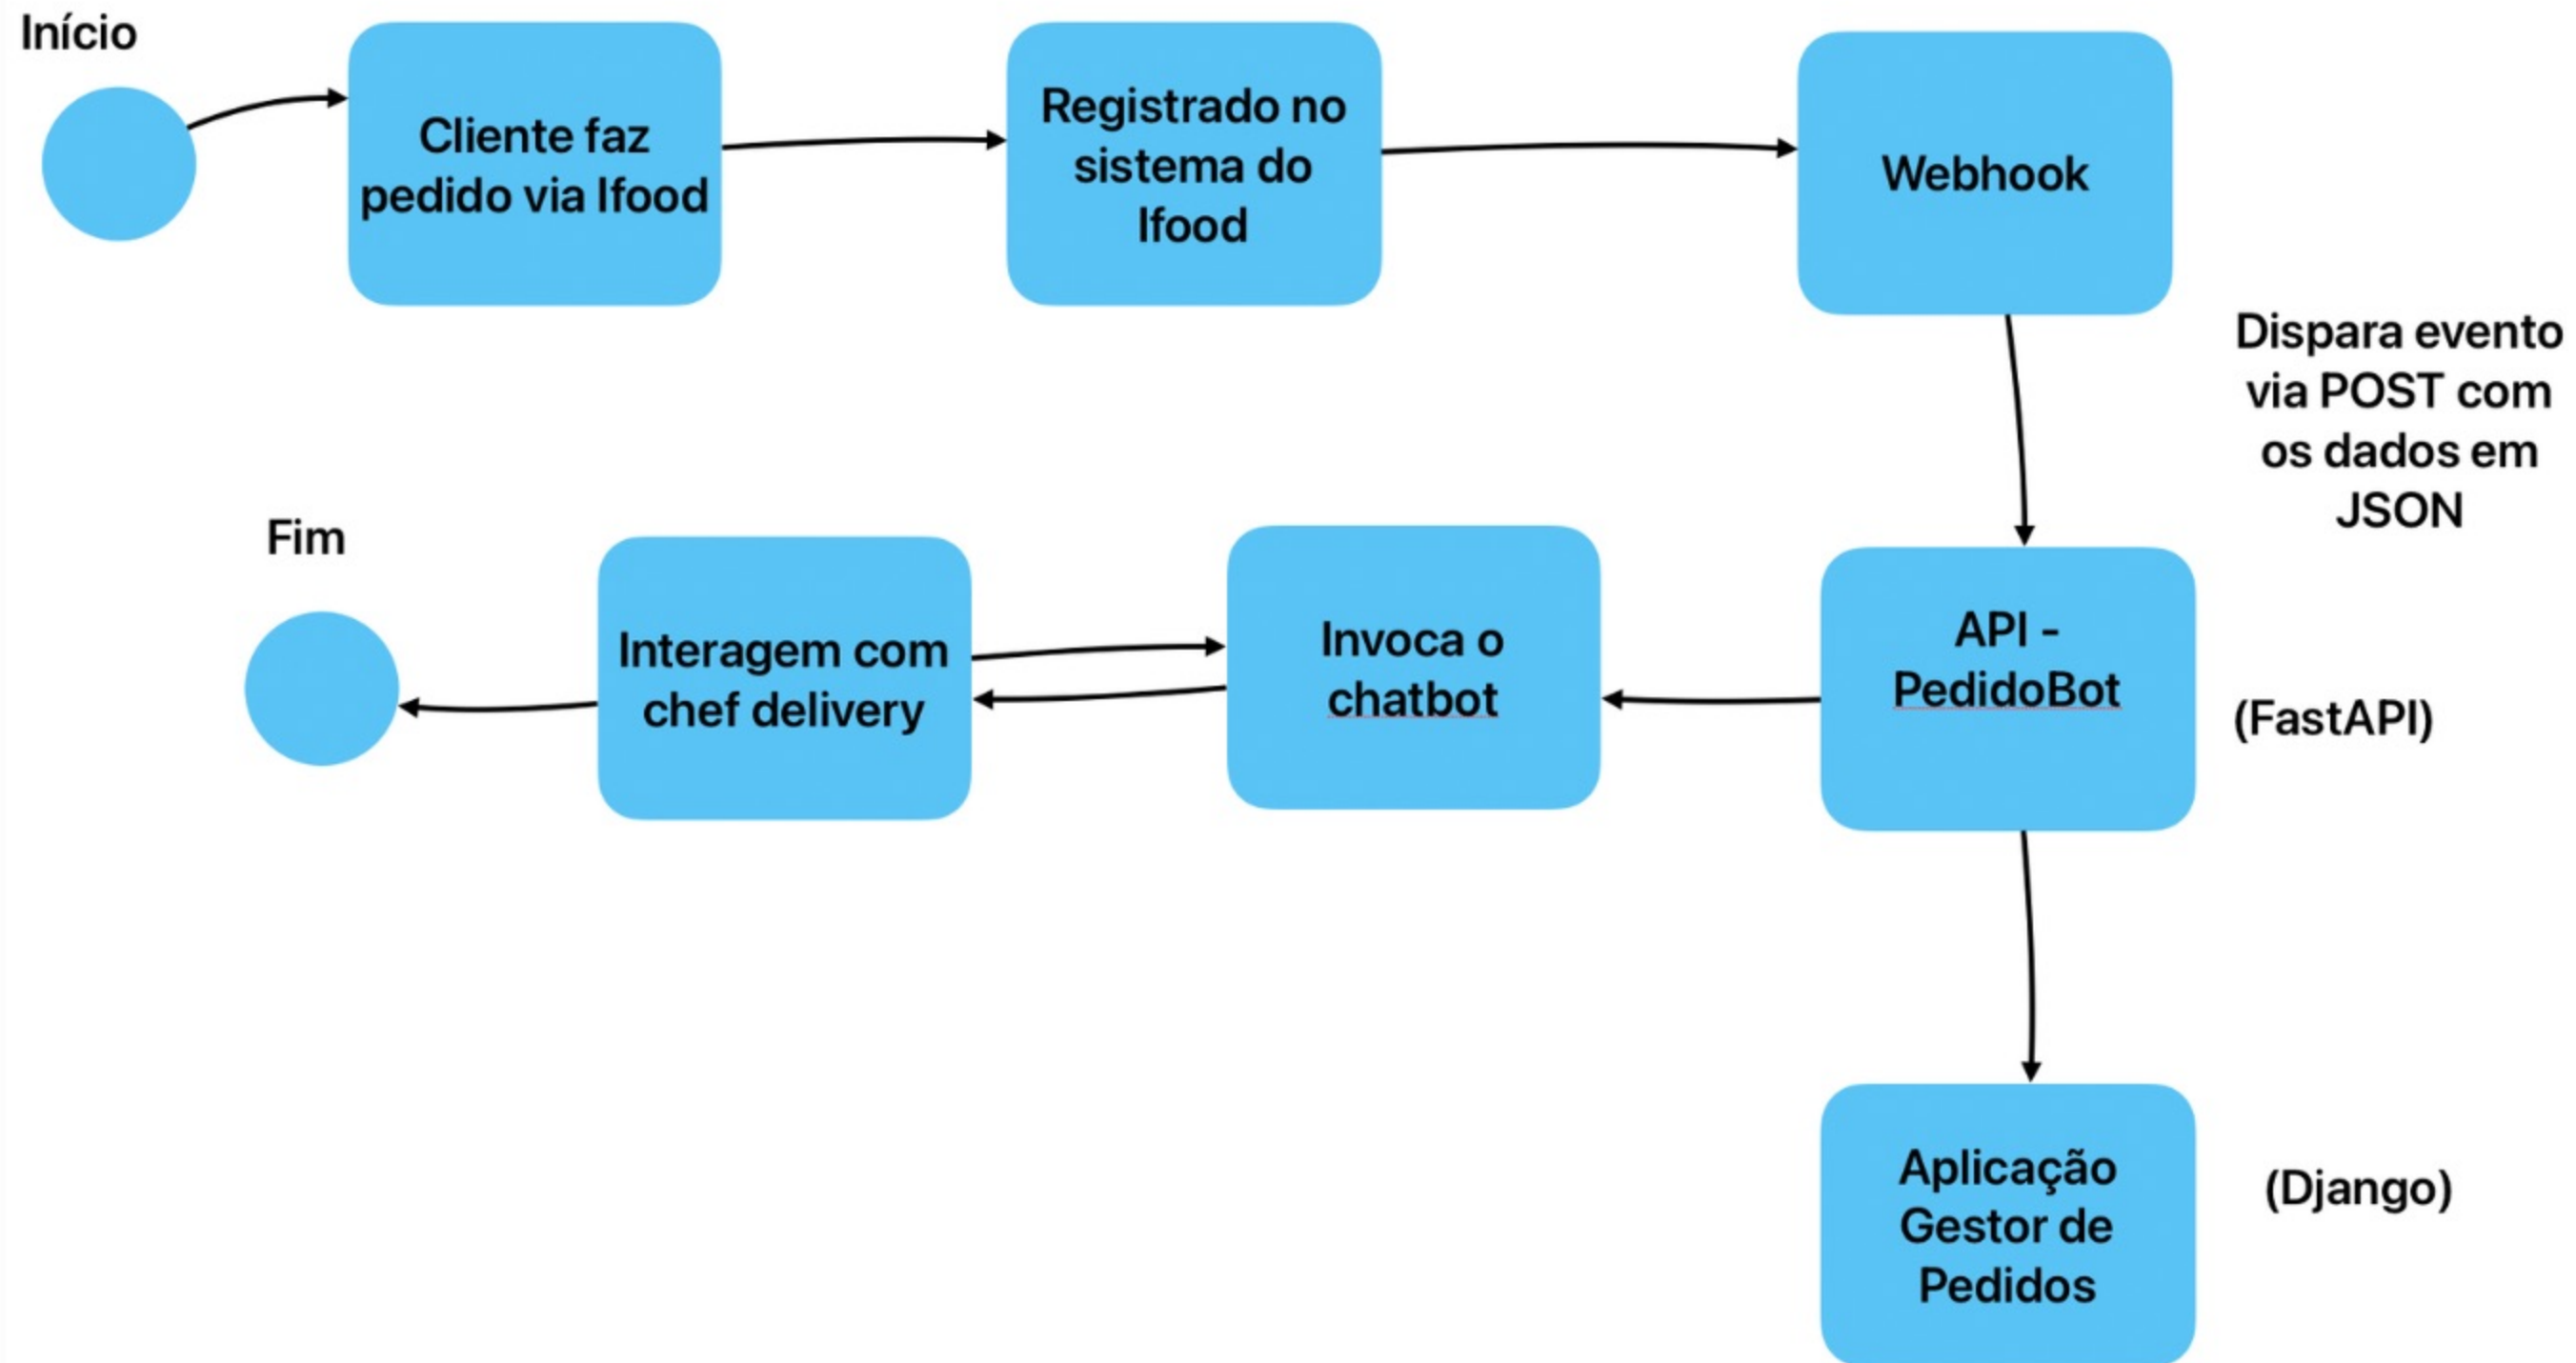 Início
Cliente faz
pedido via Ifood
Registrado no
sistema do
Ifood
Webhook
Dispara evento
via POST com
os dados em
JSON
Fim
Interagem com
chef delivery
Invoca o
chatbot
API -
PedidoBot
(FastAPI)
Aplicação
Gestor de
Pedidos
(Django)